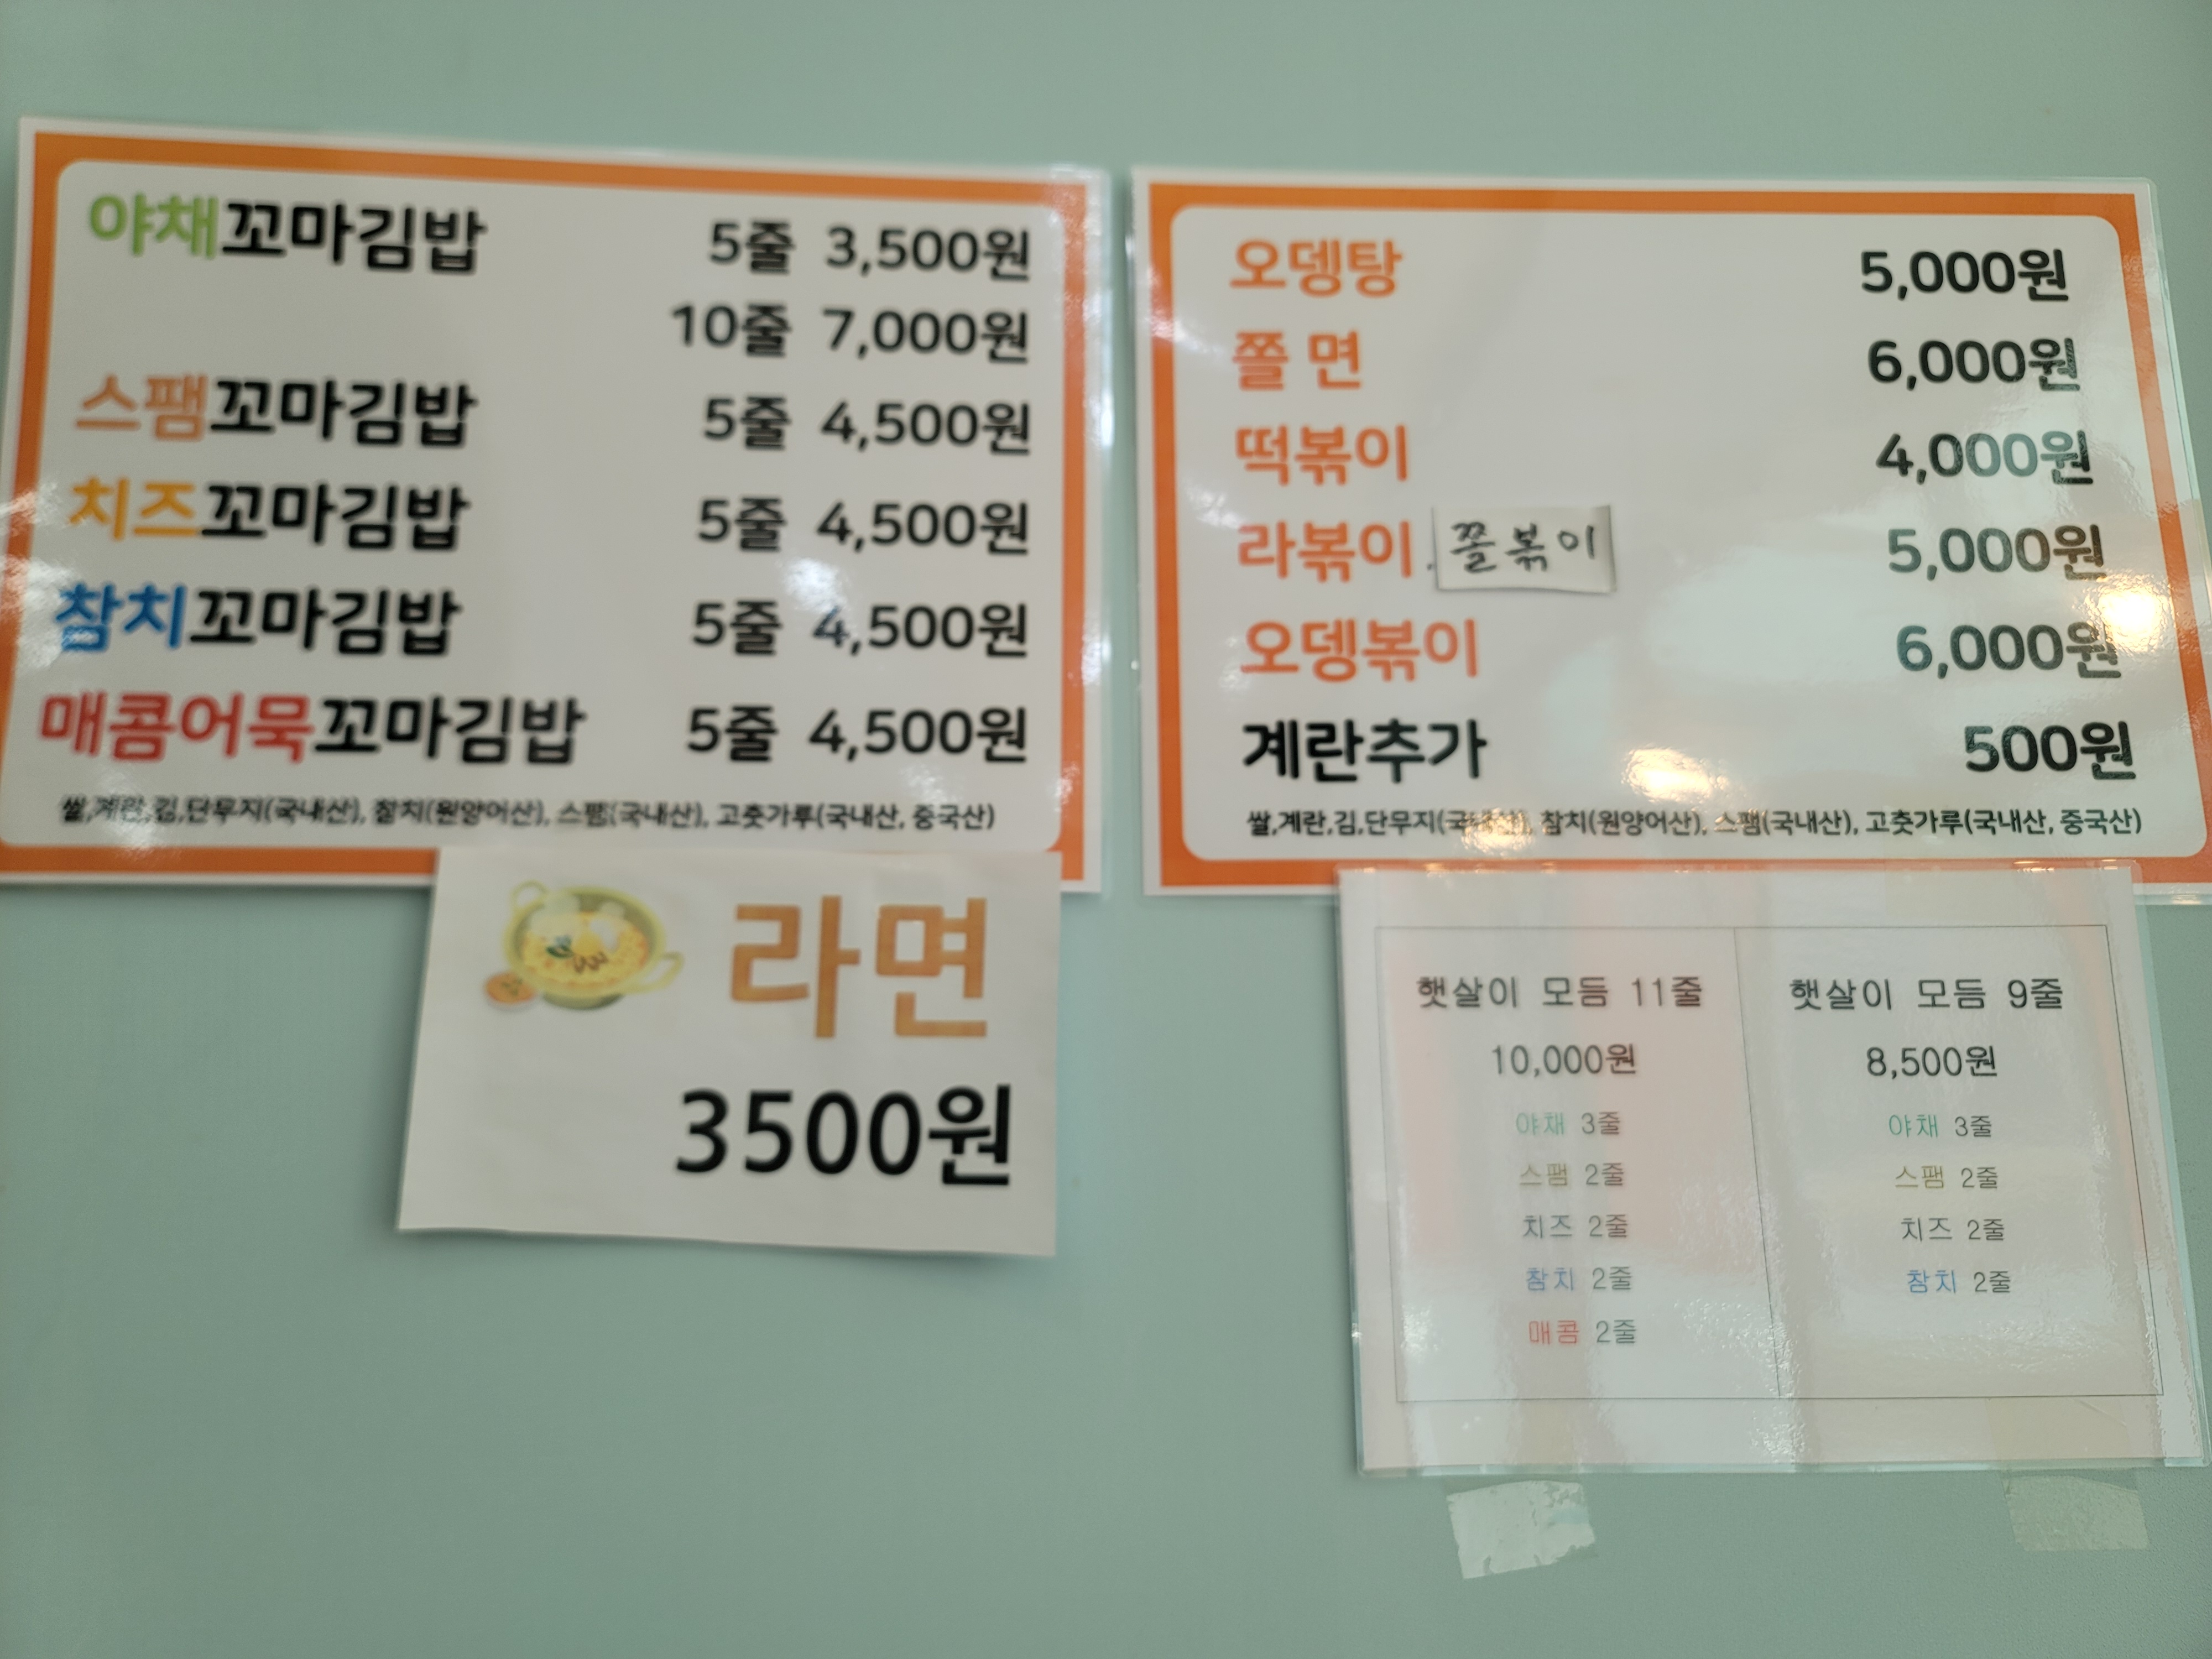 야채꼬마김밥 5줄 3,500원
10줄 7,000원
스팸꼬마김밥 5줄 4,500원
치즈꼬마김밥 5줄 4,500원
참치꼬마김밥 5줄 4,500원
매콤어묵꼬마김밥 5줄 4,500원
쌀,계란,김,단무지(국내산), 참치(원양어산), 스팸(국내산), 고춧가루(국내산, 중국산)
라면
3500원
오뎅탕 5,000원
쫄면 6,000원
떡볶이 4,000원
라볶이. 쫄볶이 5,000원
오뎅볶이 6,000원
계란추가 500원
쌀,계란,김,단무지(국내산), 참치(원양어산), 스팸(국내산), 고춧가루(국내산, 중국산)
햇살이 모듬 11줄
10,000원
야채 3줄
스팸 2줄
치즈 2줄
참치 2줄
매콤 2줄
햇살이 모듬 9줄
8,500원
야채 3줄
스팸 2줄
치즈 2줄
참치 2줄